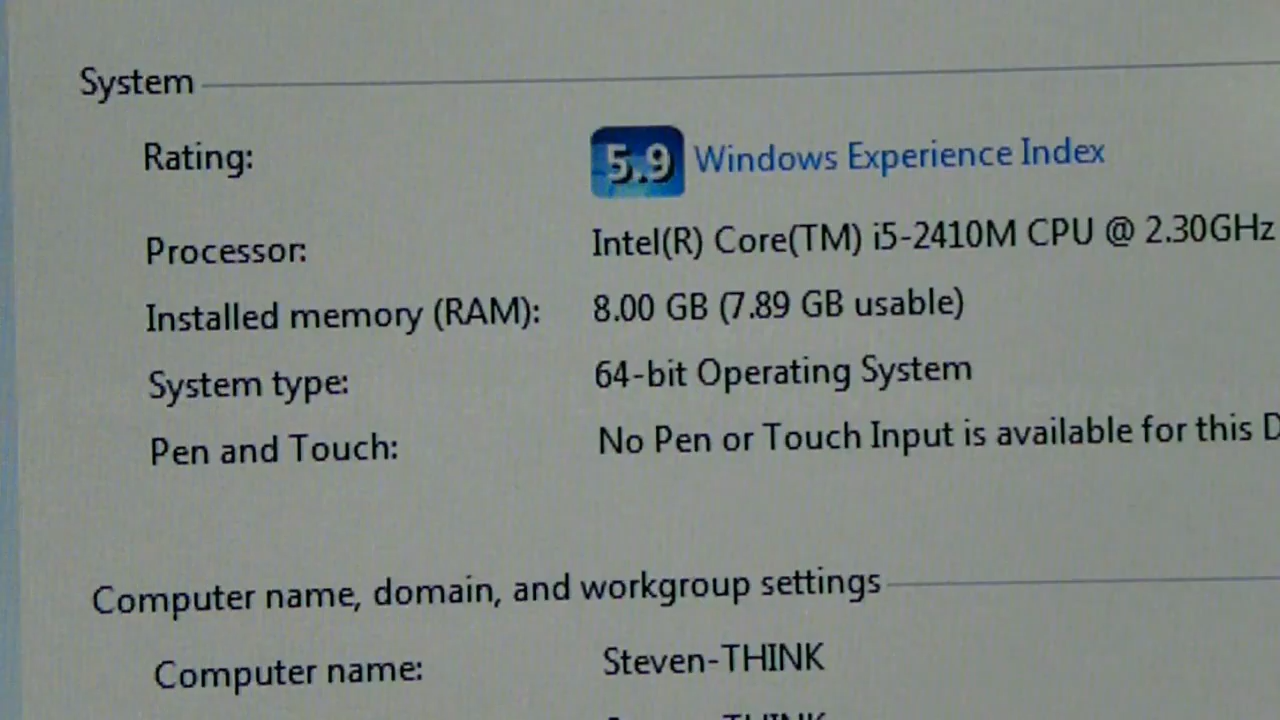 System
Rating: 5.9 Windows Experience Index
Processor: Intel(R) Core(TM) i5-2410M CPU @ 2.30GHz
Installed memory (RAM): 8.00 GB (7.89 GB usable)
System type: 64-bit Operating System
Pen and Touch: No Pen or Touch Input is available for this D
Computer name, domain, and workgroup settings
Computer name: Steven-THINK